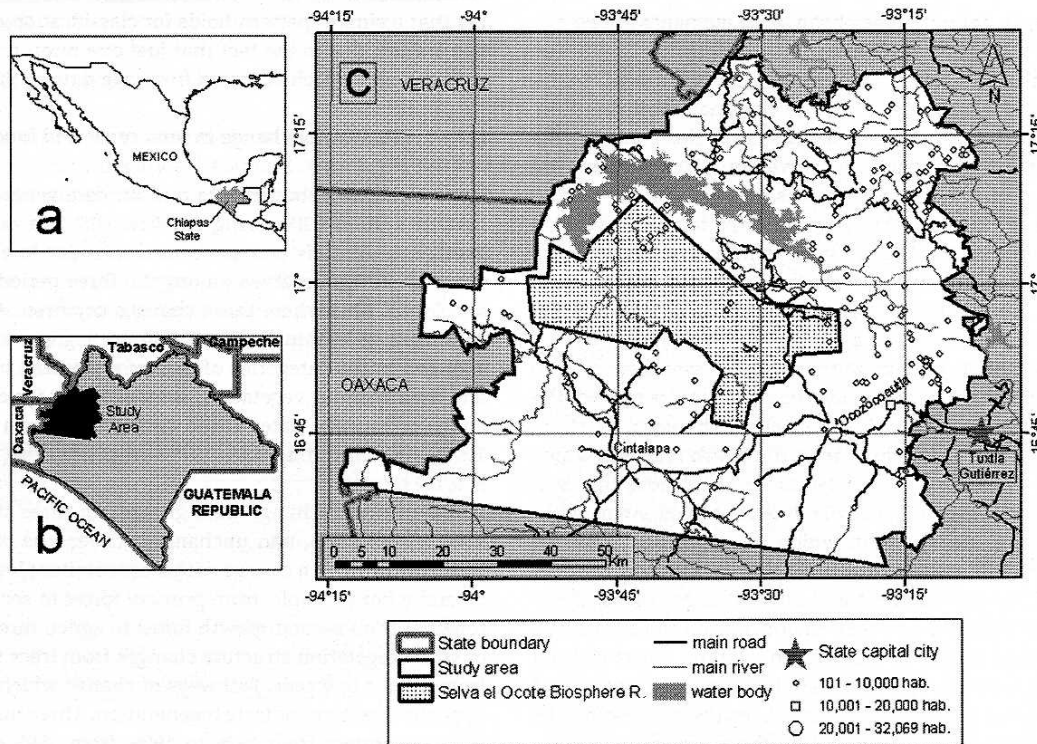 a
MEXICO
Chiapas
State
b
Veracruz
Tabasco
Campeche
Oaxaca
Study
Area
PACIFIC OCEAN
GUATEMALA
REPUBLIC
c
-94°15'
-94°
-93°45'
-93°30'
-93°15'
VERACRUZ
N
17°15'
17°15'
17°
17°
OAXACA
16°45'
16°45'
Cintalapa
Ocozocoautla
Tuxtla
Gutiérrez
0 5 10 20 30 40 50
Km
-94°15'
-94°
-93°45'
-93°30'
-93°15'
State boundary
Study area
Selva el Ocote Biosphere R.
main road
main river
water body
State capital city
101 - 10,000 hab.
10,001 - 20,000 hab.
20,001 - 32,069 hab.